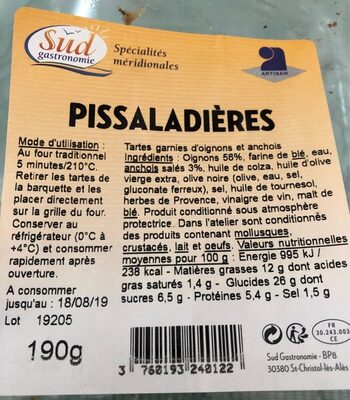 Sud
gastronomie
Spécialités
méridionales
ARTISAN
PISSALADIÈRES
Mode d'utilisation :
Au four traditionnel
5 minutes/210°C.
Retirer les tartes de
la barquette et les
placer directement
sur la grille du four.
Conserver au
réfrigérateur (0°C à
+4°C) et consommer
rapidement après
ouverture.
A consommer
jusqu'au : 18/08/19
Lot 19205
190g
Tartes garnies d'oignons et anchois
Ingrédients : Oignons 56%, farine de blé, eau,
anchois salés 3%, huile de colza, huile d'olive
vierge extra, olive noire (olive, eau, sel,
gluconate ferreux), sel, huile de tournesol,
herbes de Provence, vinaigre de vin, malt de
blé. Produit conditionné sous atmosphère
protectrice. Dans l'atelier sont conditionnés
des produits contenant mollusques,
crustacés, lait et oeufs. Valeurs nutritionnelles
moyennes pour 100 g : Energie 995 kJ /
238 kcal - Matières grasses 12 g dont acides
gras saturés 1,4 g - Glucides 26 g dont
sucres 6,5 g - Protéines 5,4 g - Sel 1,5 g
3 760193 240122
FR
30.243.003
CE
Sud Gastronomie - BP8
30380 St-Christol-lès-Alès